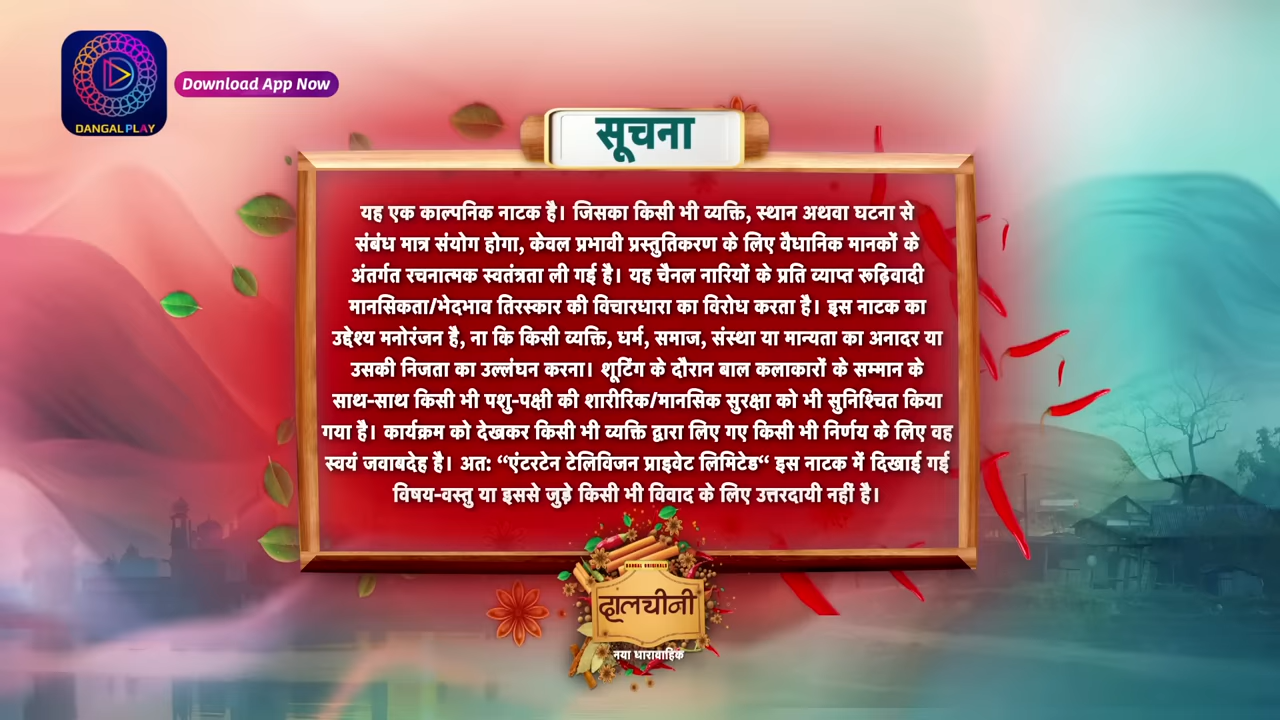 DANGAL PLAY
Download App Now
सूचना
यह एक काल्पनिक नाटक है। जिसका किसी भी व्यक्ति, स्थान अथवा घटना से
संबंध मात्र संयोग होगा, केवल प्रभावी प्रस्तुतिकरण के लिए वैधानिक मानकों के
अंतर्गत रचनात्मक स्वतंत्रता ली गई है। यह चैनल नारियों के प्रति व्याप्त रूढ़िवादी
मानसिकता/भेदभाव तिरस्कार की विचारधारा का विरोध करता है। इस नाटक का
उद्देश्य मनोरंजन है, ना कि किसी व्यक्ति, धर्म, समाज, संस्था या मान्यता का अनादर या
उसकी निजता का उल्लंघन करना। शूटिंग के दौरान बाल कलाकारों के सम्मान के
साथ-साथ किसी भी पशु-पक्षी की शारीरिक/मानसिक सुरक्षा को भी सुनिश्चित किया
गया है। कार्यक्रम को देखकर किसी भी व्यक्ति द्वारा लिए गए किसी भी निर्णय के लिए वह
स्वयं जवाबदेह है। अत: “एंटरटेन टेलिविजन प्राइवेट लिमिटेड“ इस नाटक में दिखाई गई
विषय-वस्तु या इससे जुड़े किसी भी विवाद के लिए उत्तरदायी नहीं है।
DANGAL ORIGINALS
दालचीनी
नया धारावाहिक